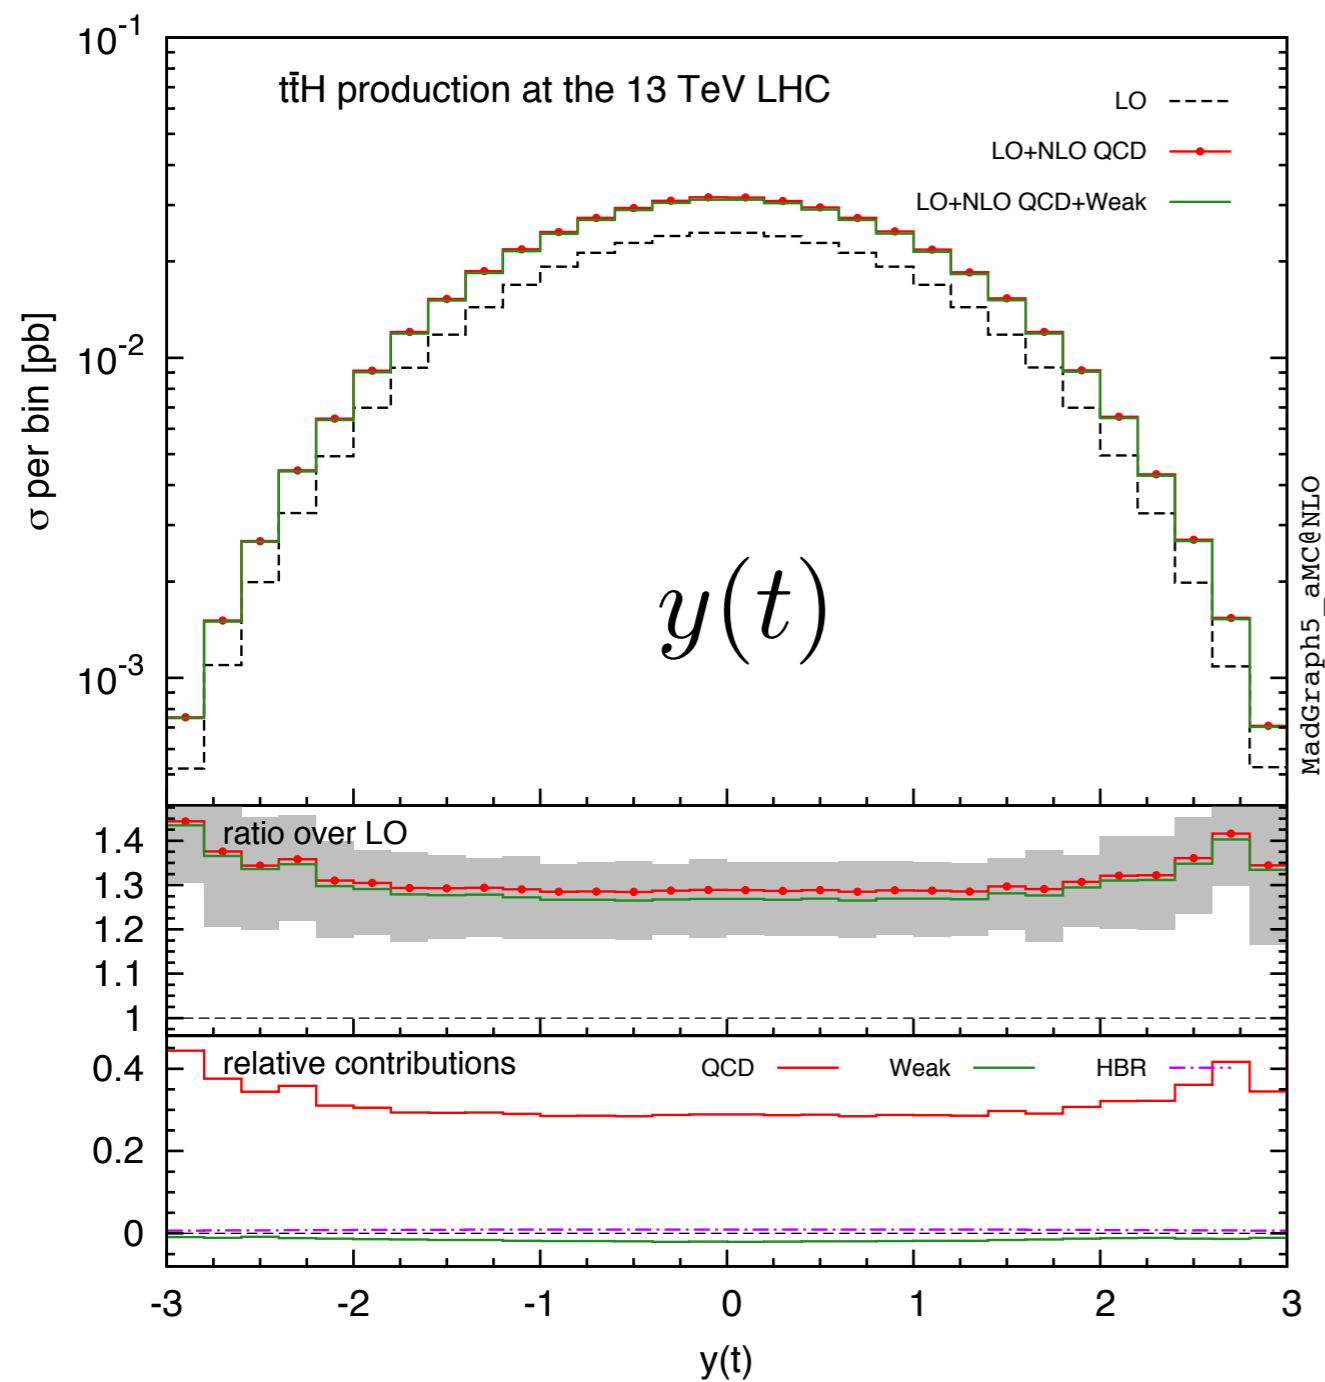 tt̄H production at the 13 TeV LHC
LO
LO+NLO QCD
LO+NLO QCD+Weak
10⁻¹
10⁻²
10⁻³
σ per bin [pb]
y(t)
MadGraph5_aMC@NLO
ratio over LO
1.4
1.3
1.2
1.1
1
relative contributions
QCD
Weak
HBR
0.4
0.2
0
-3 -2 -1 0 1 2 3
y(t)